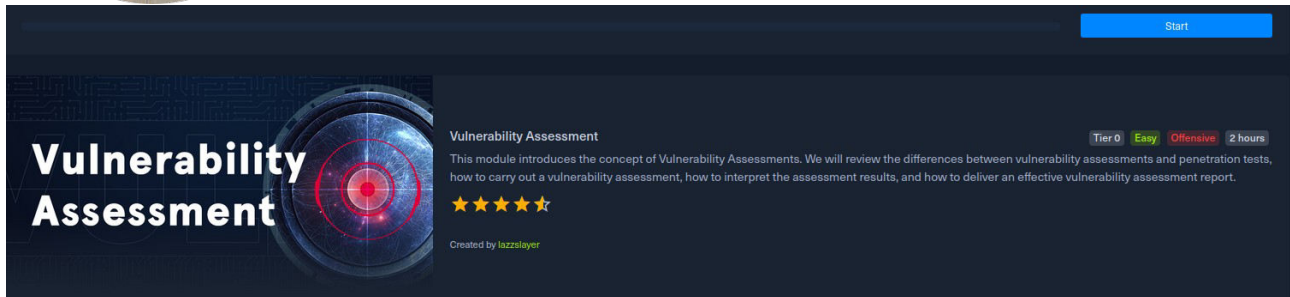 Start
Vulnerability
Assessment
Vulnerability Assessment
Tier 0 Easy Offensive 2 hours
This module introduces the concept of Vulnerability Assessments. We will review the differences between vulnerability assessments and penetration tests,
how to carry out a vulnerability assessment, how to interpret the assessment results, and how to deliver an effective vulnerability assessment report.
Created by lazzslayer